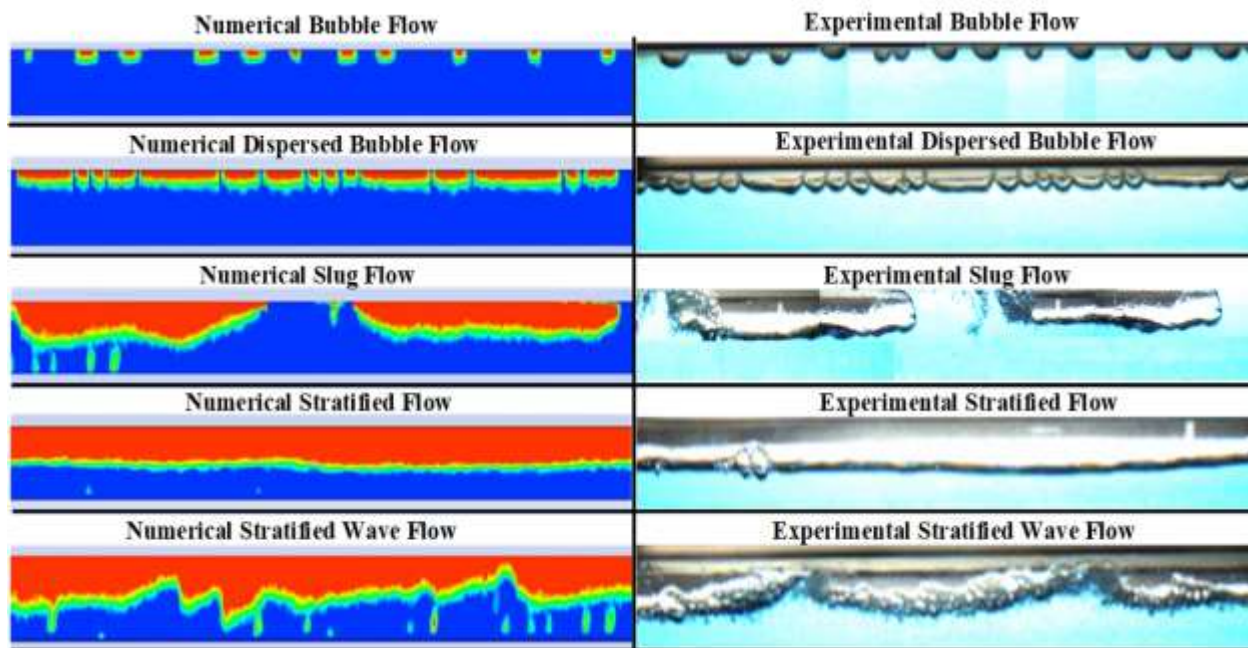 Numerical Bubble Flow
Experimental Bubble Flow
Numerical Dispersed Bubble Flow
Experimental Dispersed Bubble Flow
Numerical Slug Flow
Experimental Slug Flow
Numerical Stratified Flow
Experimental Stratified Flow
Numerical Stratified Wave Flow
Experimental Stratified Wave Flow